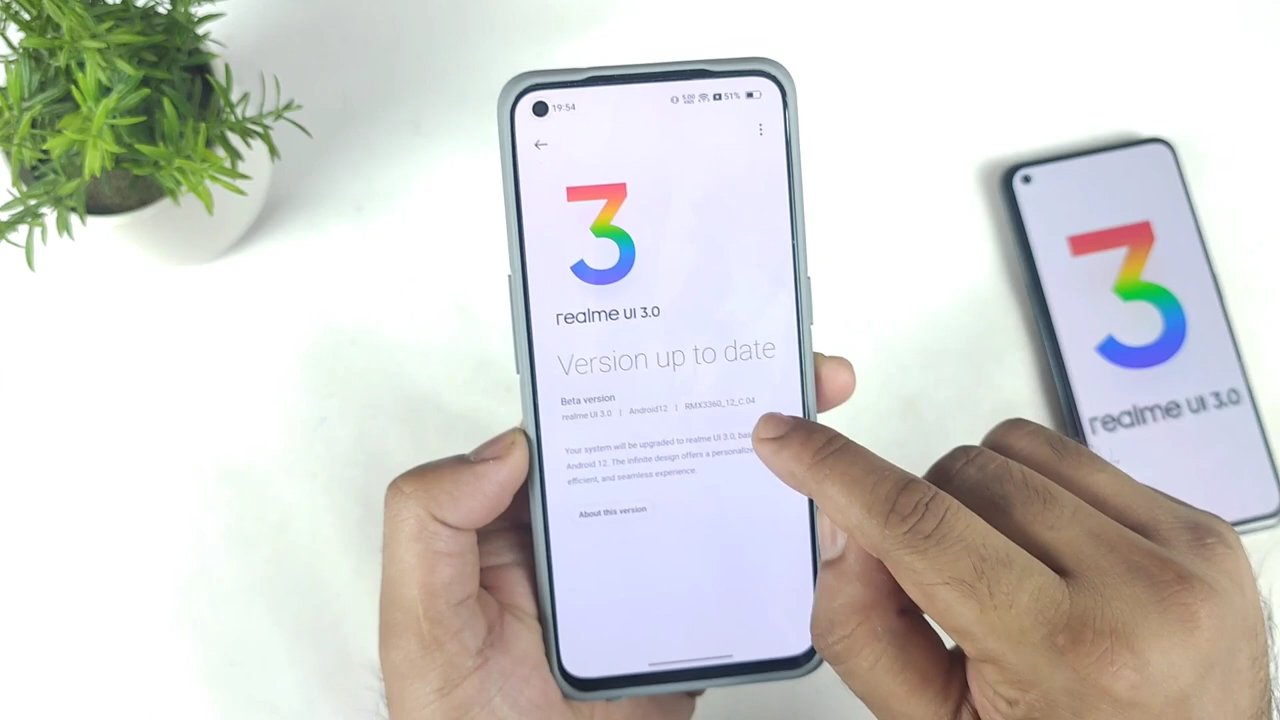 19:54
5.00
51%
3
realme UI 3.0
Version up to date
Beta version
realme UI 3.0 | Android12 | RMX3360_12_C.04
Your system will be upgraded to realme UI 3.0,
Android 12. The infinite design offers a
efficient, and seamless experience.
About this version
3
realme UI 3.0